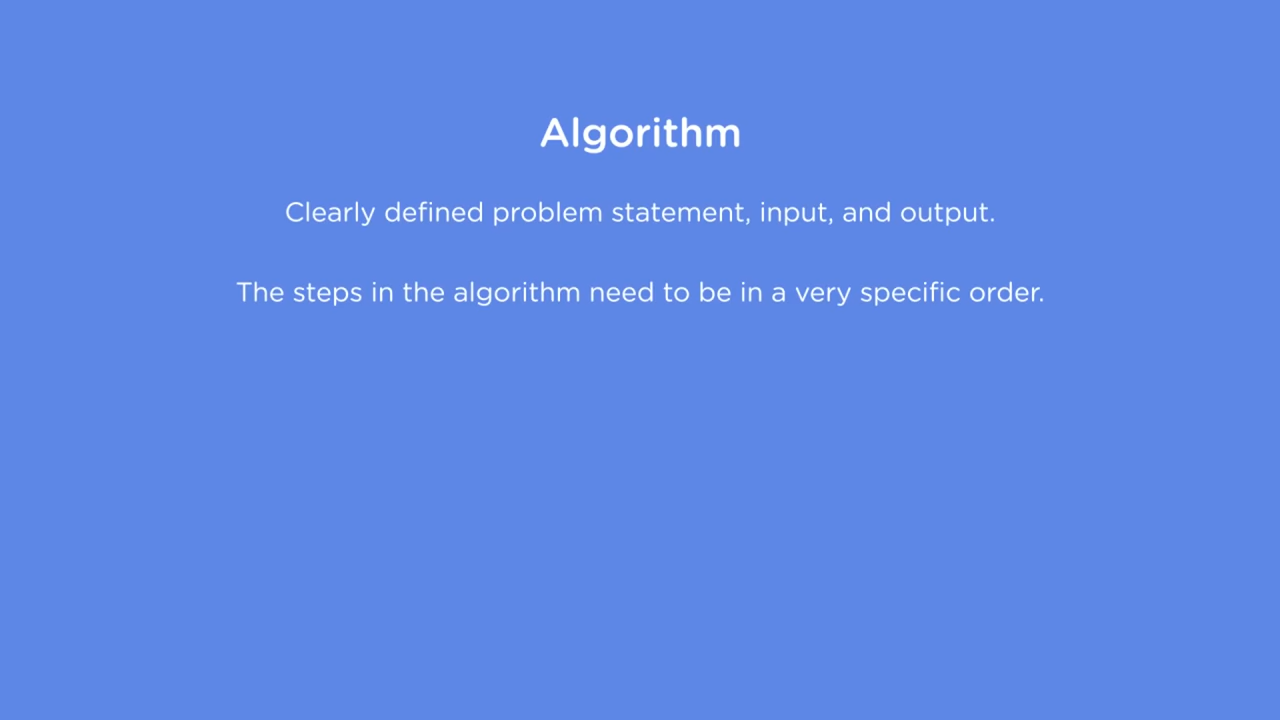 Algorithm
Clearly defined problem statement, input, and output.
The steps in the algorithm need to be in a very specific order.